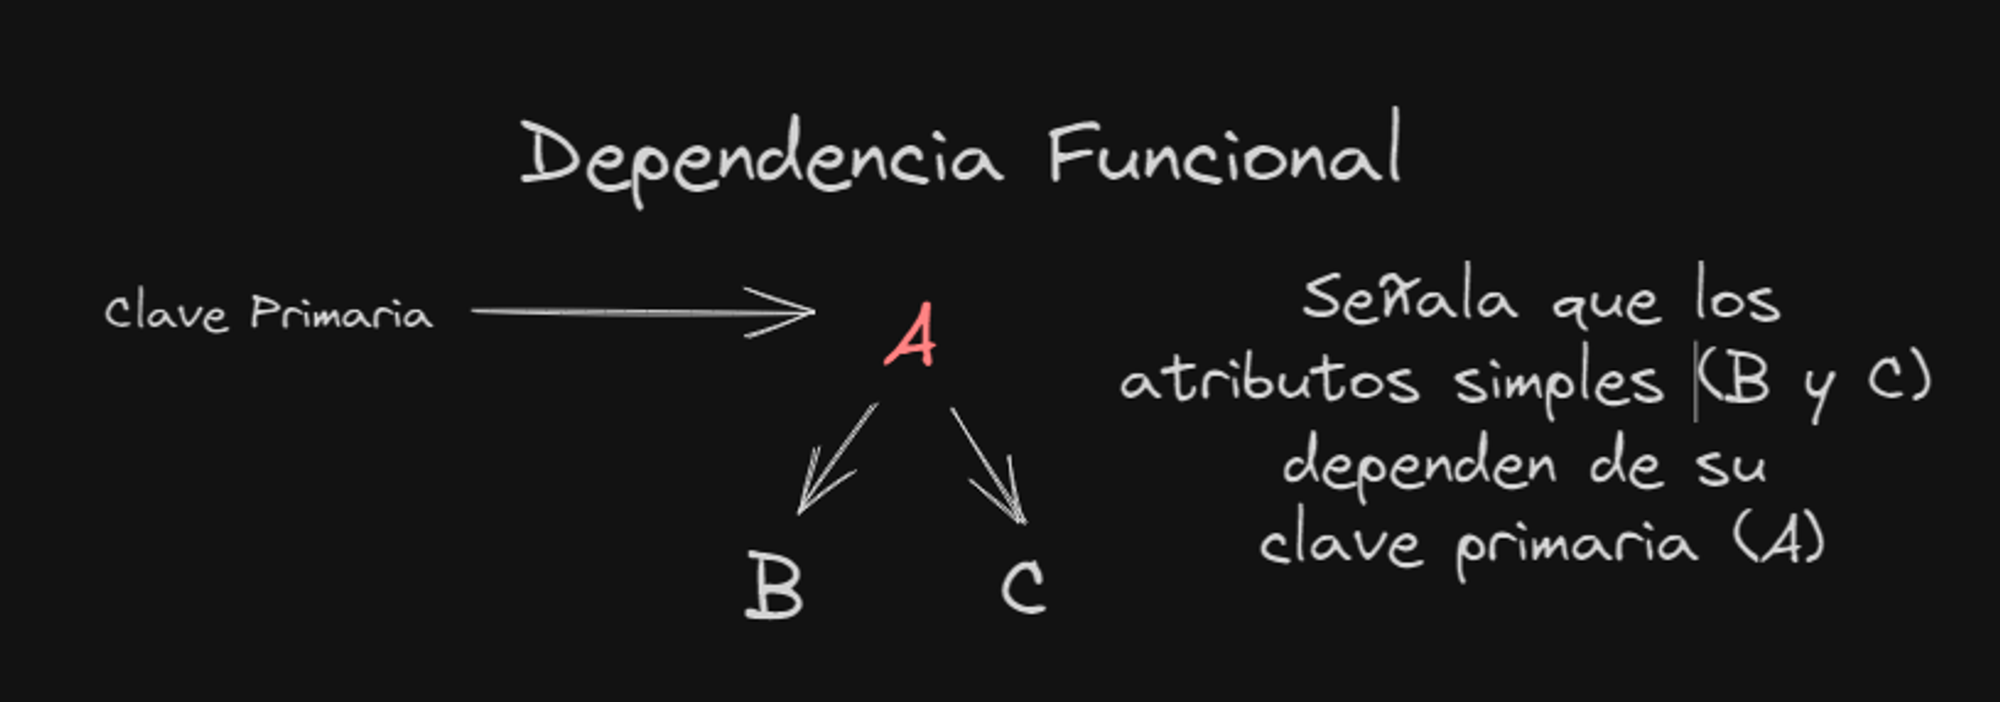 Dependencia Funcional
Clave Primaria
A
B
C
Señala que los
atributos simples (B y C)
dependen de su
clave primaria (A)